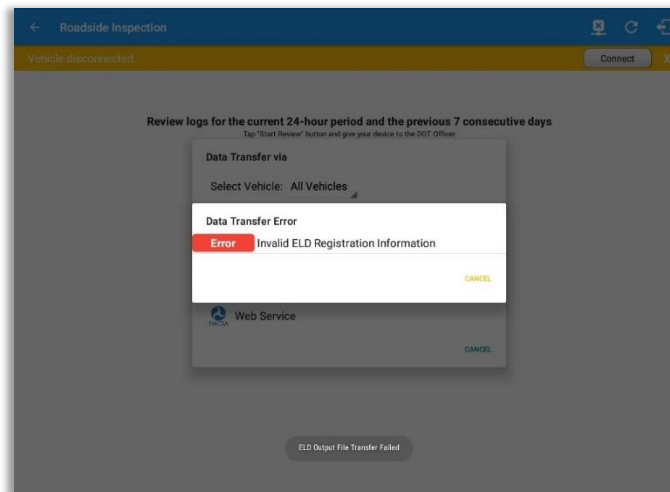 Roadside Inspection
Vehicle disconnected
Connect
X
Review logs for the current 24-hour period and the previous 7 consecutive days
Tap "Start Review" button and give your device to the DOT Officer
Data Transfer via
Select Vehicle: All Vehicles
Data Transfer Error
Error Invalid ELD Registration Information
CANCEL
FMCSA Web Service
CANCEL
ELD Output File Transfer Failed